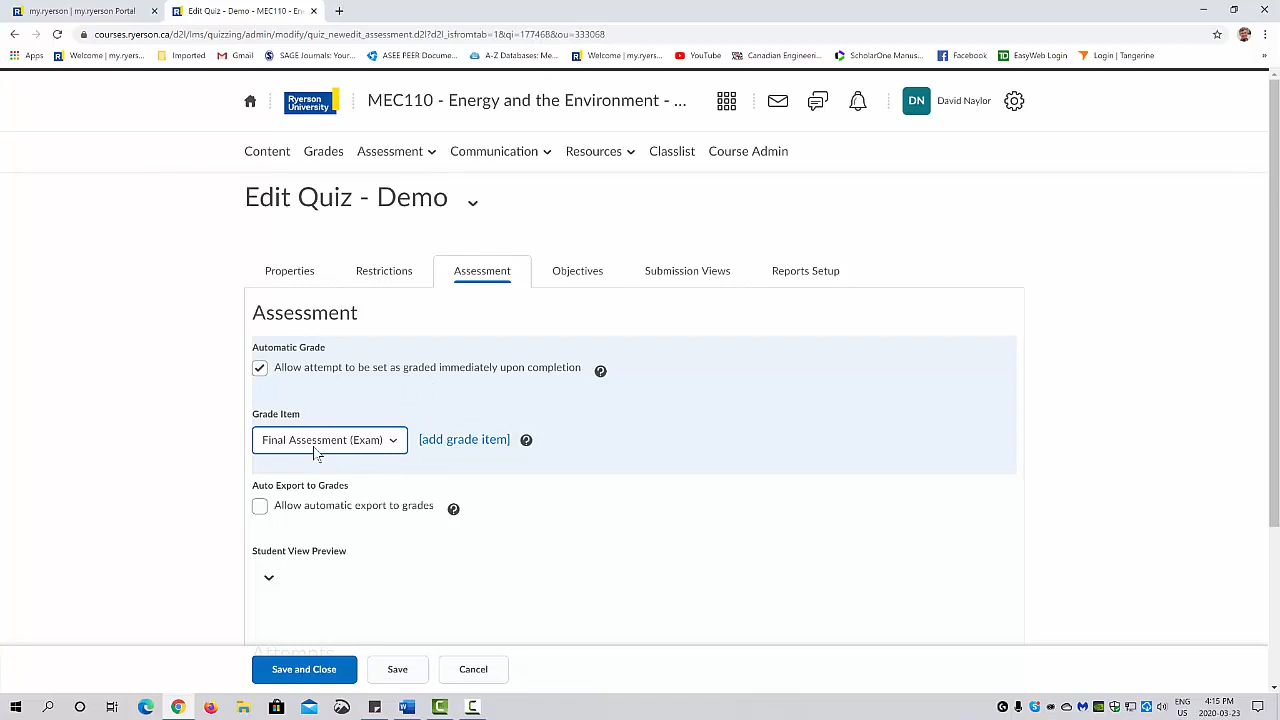 my.ryerson | my.ryerson Portal
Edit Quiz - Demo - MEC110 - En
courses.ryerson.ca/d2l/lms/quizzing/admin/modify/quiz_newedit_assessment.d2l?d2l_isfromtab=1&qi=177468&ou=333068
Apps Welcome | my.ryers... Imported Gmail SAGE Journals: Your... ASEE PEER Docume... A-Z Databases: Me... Welcome | my.ryers... YouTube Canadian Engineeri... ScholarOne Manus... Facebook EasyWeb Login Login | Tangerine »
Ryerson University
MEC110 - Energy and the Environment - ...
DN David Naylor
Content Grades Assessment Communication Resources Classlist Course Admin
Edit Quiz - Demo
Properties Restrictions Assessment Objectives Submission Views Reports Setup
Assessment
Automatic Grade
Allow attempt to be set as graded immediately upon completion
Grade Item
Final Assessment (Exam) [add grade item]
Auto Export to Grades
Allow automatic export to grades
Student View Preview
Attempts
Save and Close Save Cancel
ENG 4:15 PM
US 2020-03-23